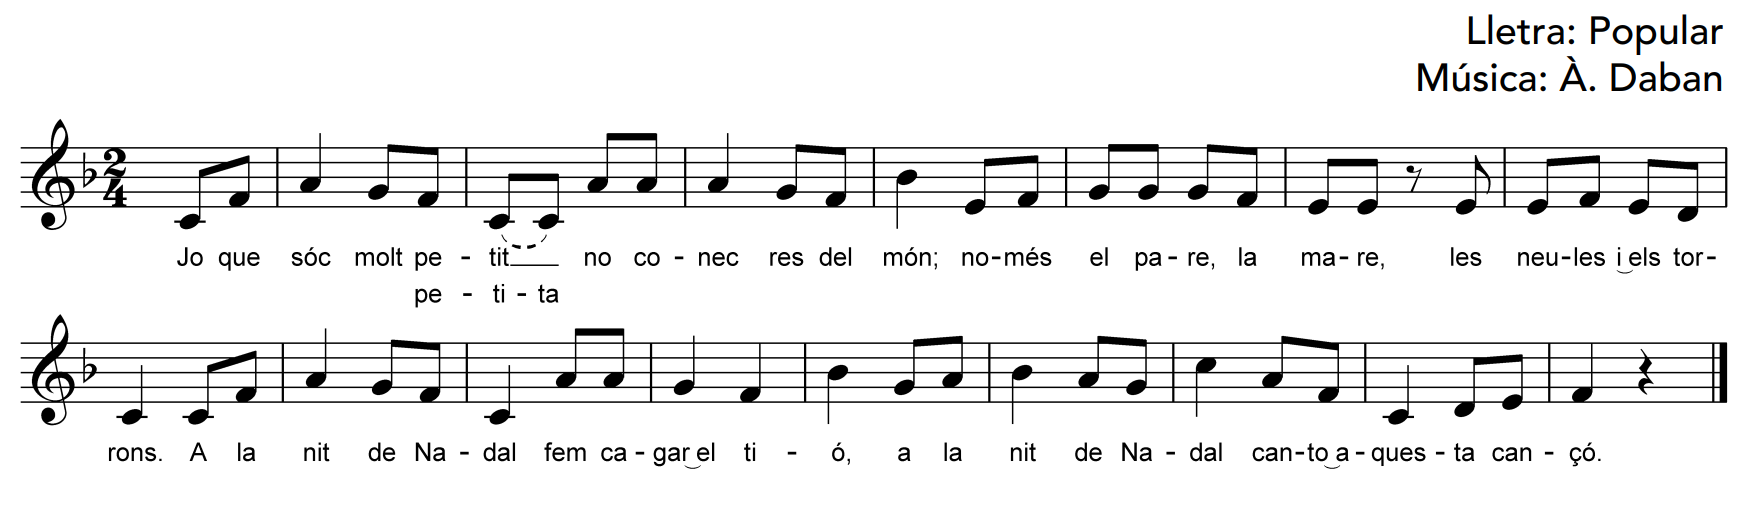 Lletra: Popular
Música: À. Daban
2
4
Jo que sóc molt pe - tit no co - nec res del món; no-més el pa - re, la ma - re, les neu-les i els tor-
pe - ti - ta
rons. A la nit de Na - dal fem ca - gar el ti - ó, a la nit de Na - dal can-to a-ques - ta can - çó.